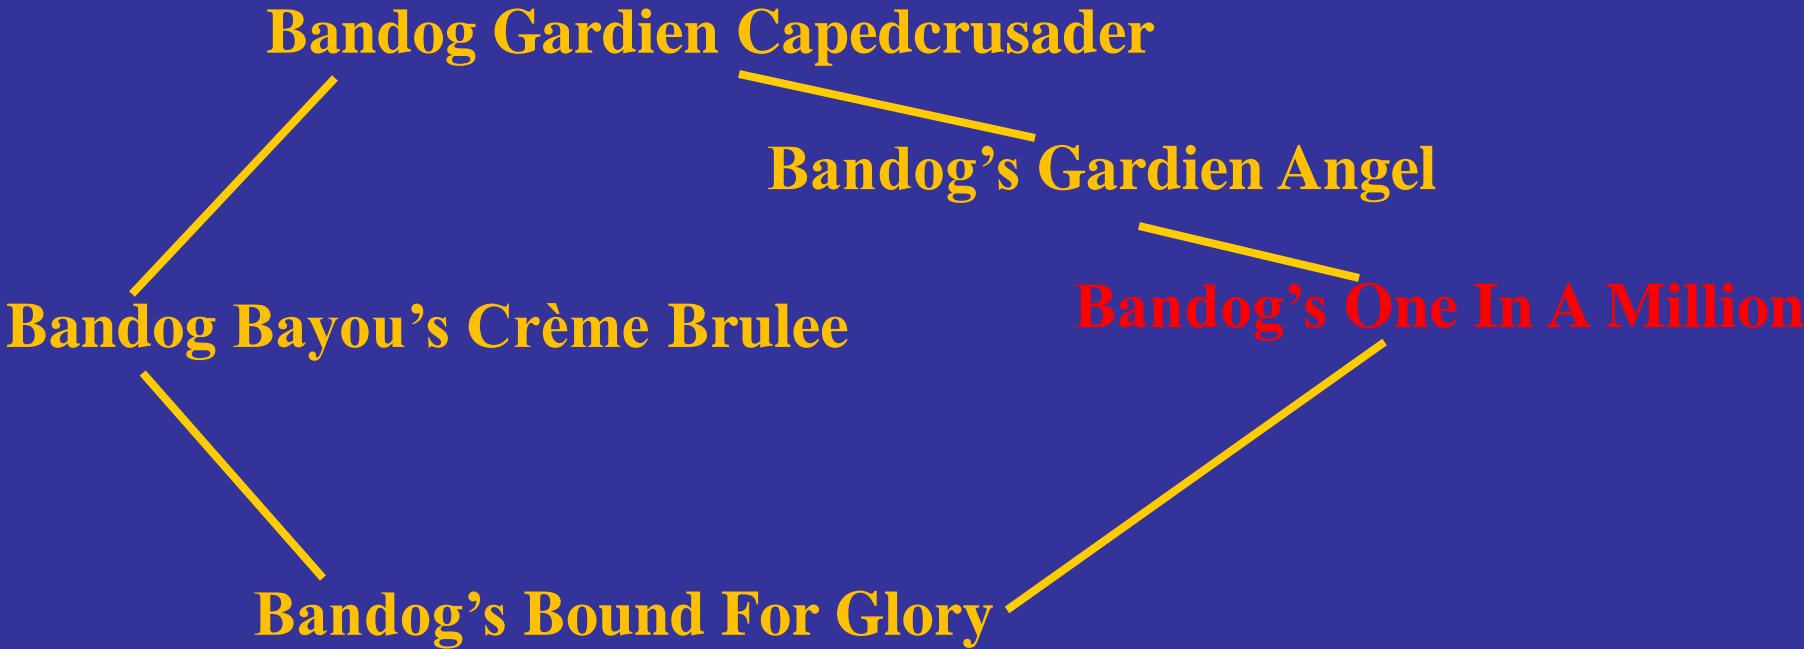 Bandog Gardien Capedcrusader
Bandog’s Gardien Angel
Bandog’s One In A Million
Bandog Bayou’s Crème Brulee
Bandog’s Bound For Glory